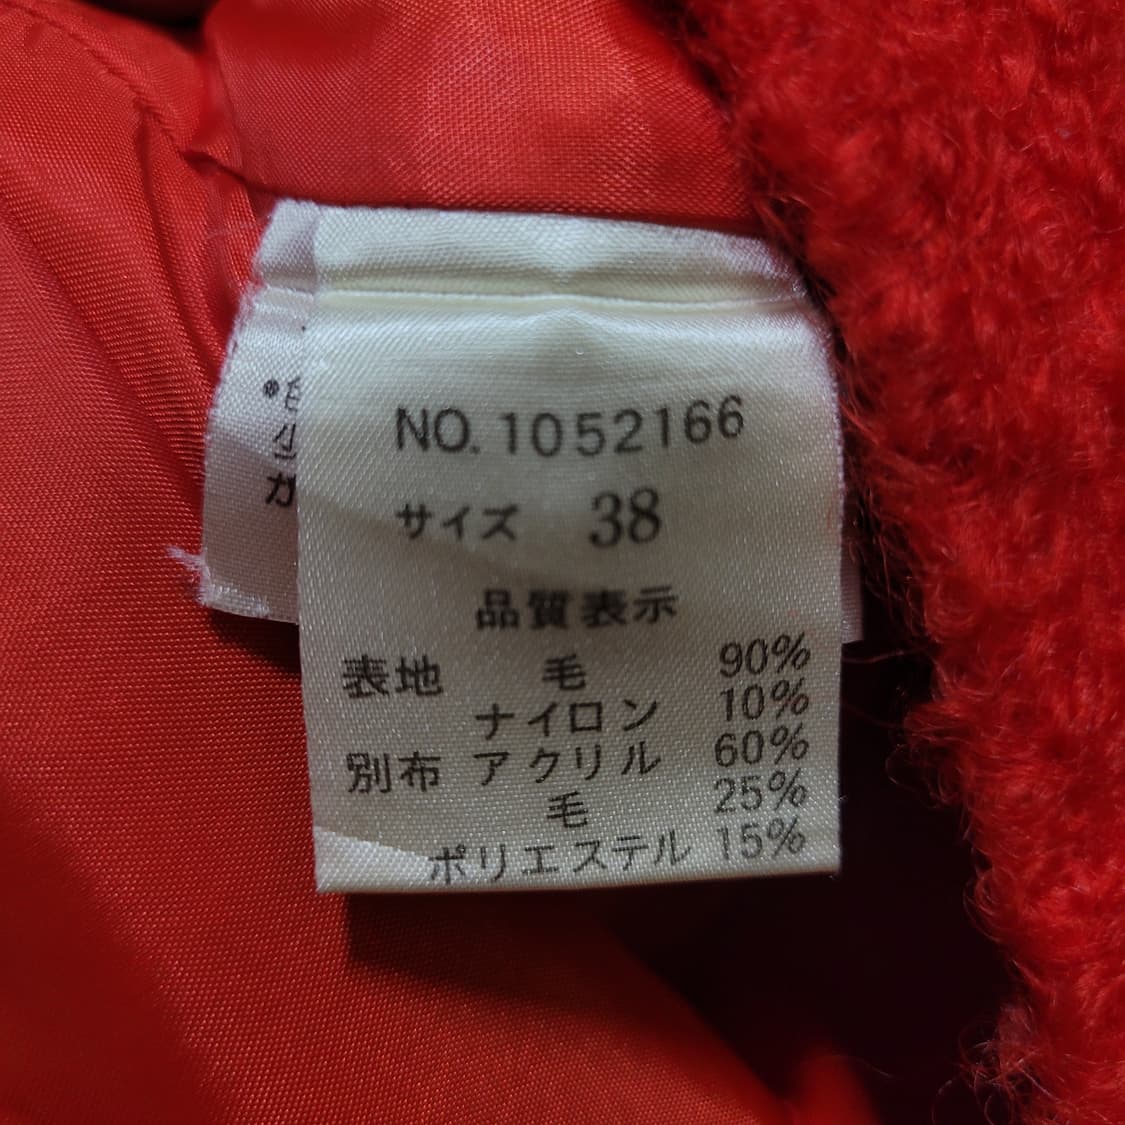 NO. 1052166
サイズ 38
品質表示
表地 毛 90%
ナイロン 10%
別布 アクリル 60%
毛 25%
ポリエステル 15%